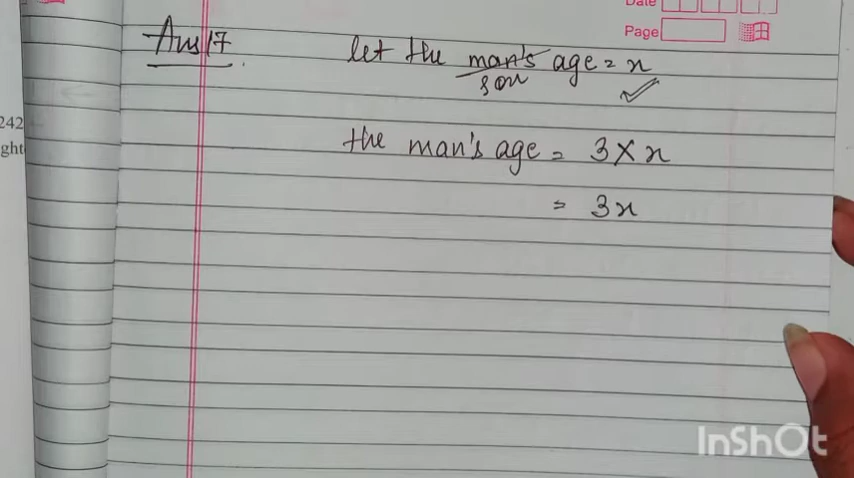 Date
Page
Ans 17
let the man's age = x
son
242
ght
the man's age = 3 × x
= 3x
InShOt